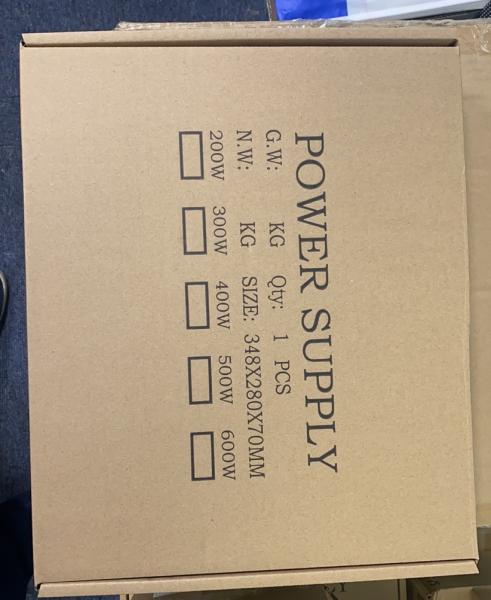 POWER SUPPLY
G.W: KG Qty: 1 PCS
N.W: KG SIZE: 348X280X70MM
200W 300W 400W 500W 600W